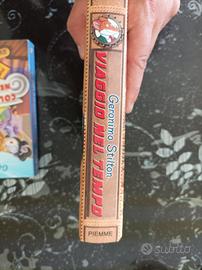 Geronimo Stilton
VIAGGIO NEL TEMPO
PIEMME
subito